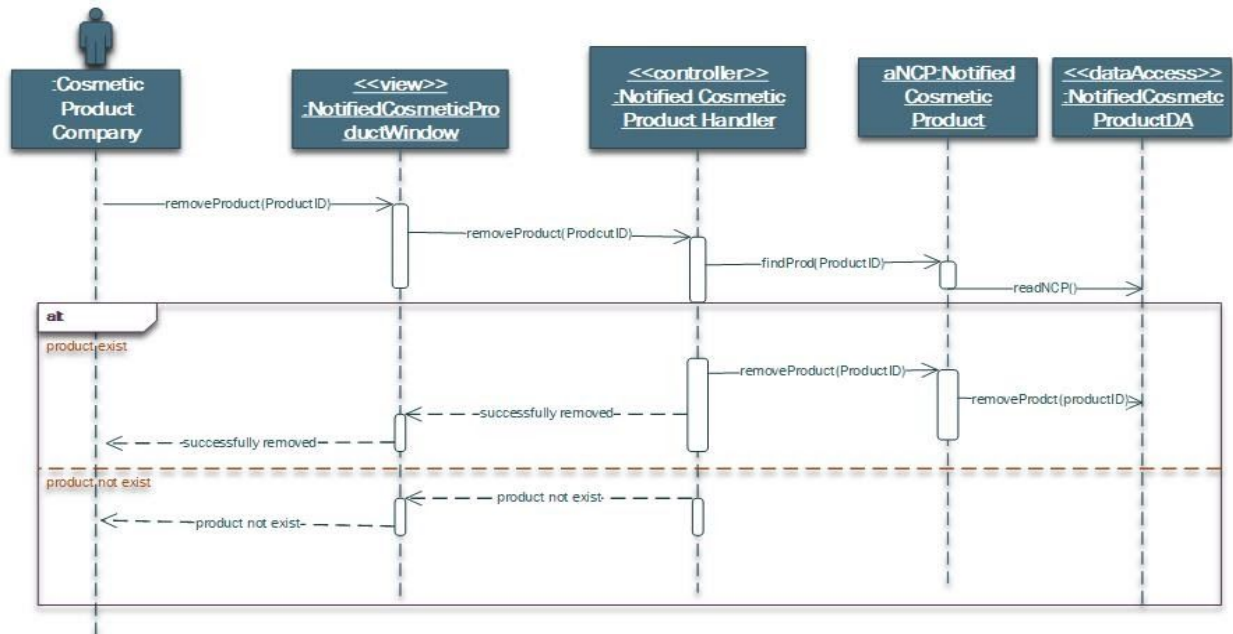 :Cosmetic
Product
Company
<<view>>
:NotifiedCosmeticPro
ductWindow
<<controller>>
:Notified Cosmetic
Product Handler
aNCP:Notified
Cosmetic
Product
<<dataAccess>>
:NotifiedCosmetc
ProductDA
removeProduct(ProductID)
removeProduct(ProdcutID)
findProd(ProductID)
readNCP()
alt
product exist
removeProduct(ProductID)
removeProdct(productID)
successfully removed
successfully removed
product not exist
product not exist
product not exist